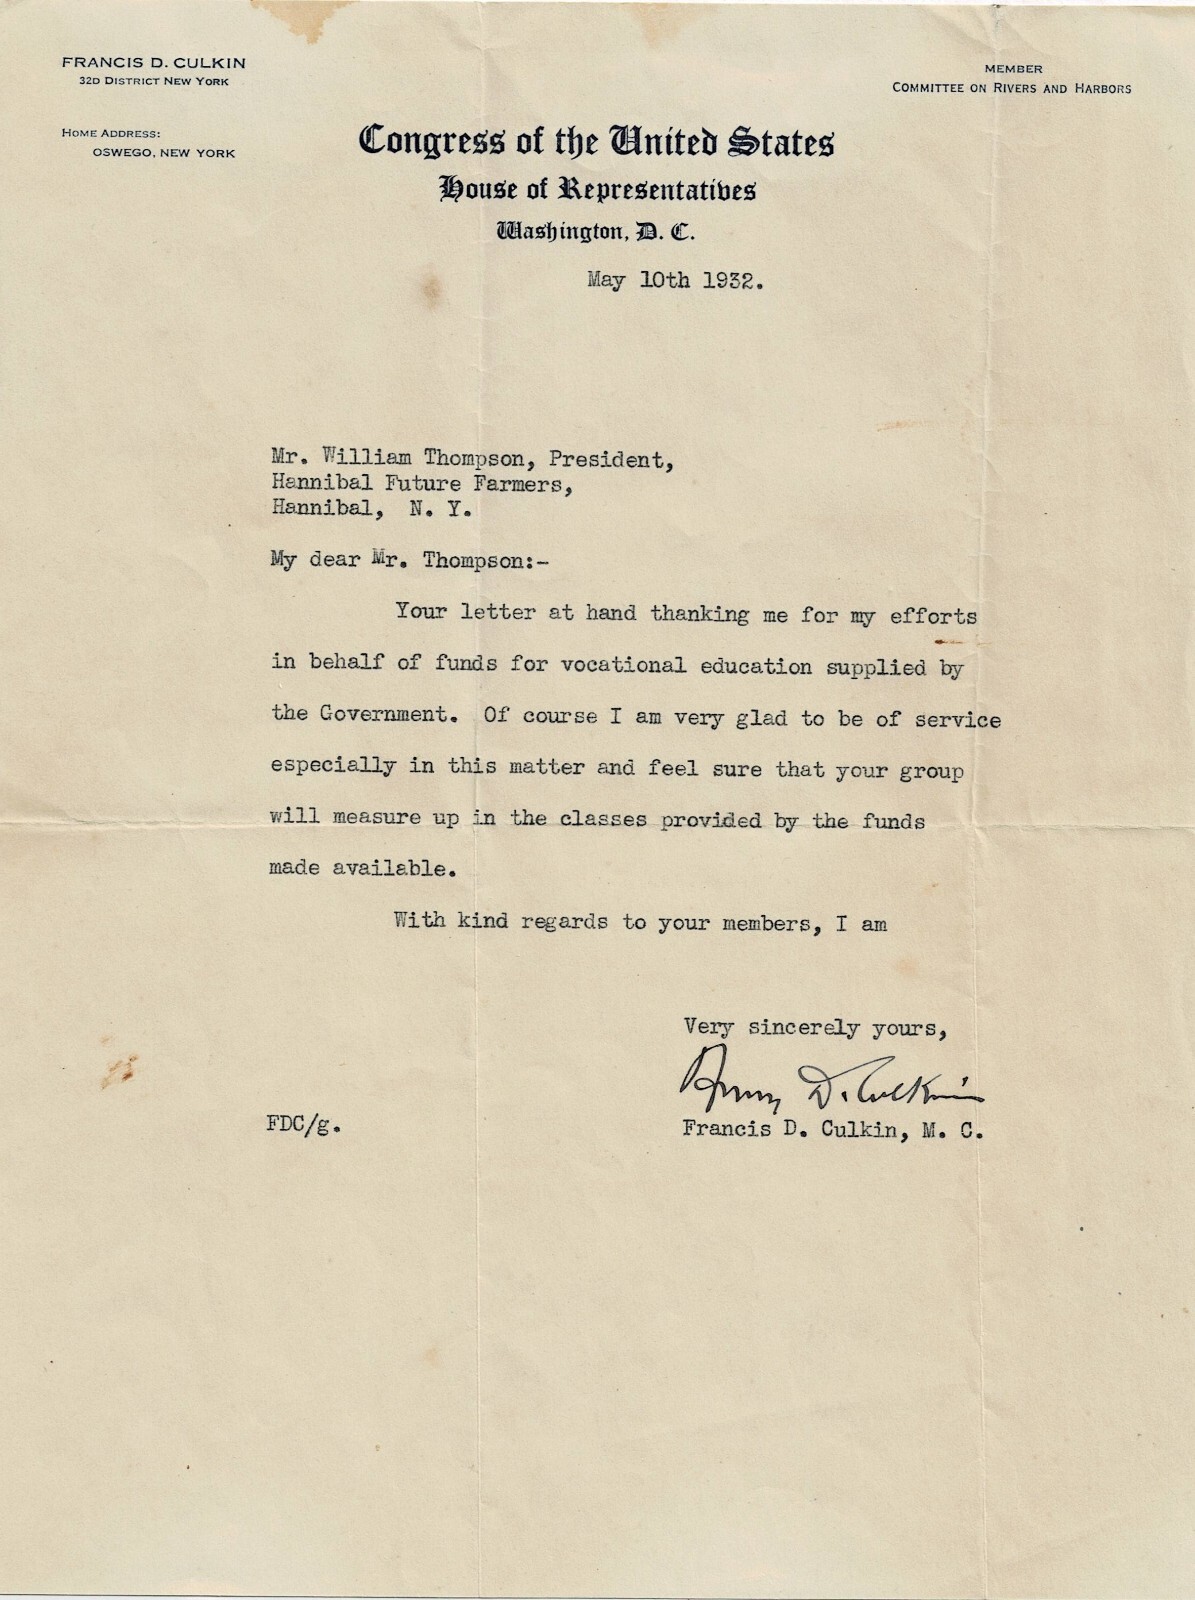 FRANCIS D. CULKIN
32D DISTRICT NEW YORK
HOME ADDRESS:
OSWEGO, NEW YORK
MEMBER
COMMITTEE ON RIVERS AND HARBORS
Congress of the United States
House of Representatives
Washington, D. C.
May 10th 1932.
Mr. William Thompson, President,
Hannibal Future Farmers,
Hannibal, N. Y.
My dear Mr. Thompson:-
Your letter at hand thanking me for my efforts
in behalf of funds for vocational education supplied by
the Government. Of course I am very glad to be of service
especially in this matter and feel sure that your group
will measure up in the classes provided by the funds
made available.
With kind regards to your members, I am
Very sincerely yours,
D. Culkin
Francis D. Culkin, M. C.
FDC/g.